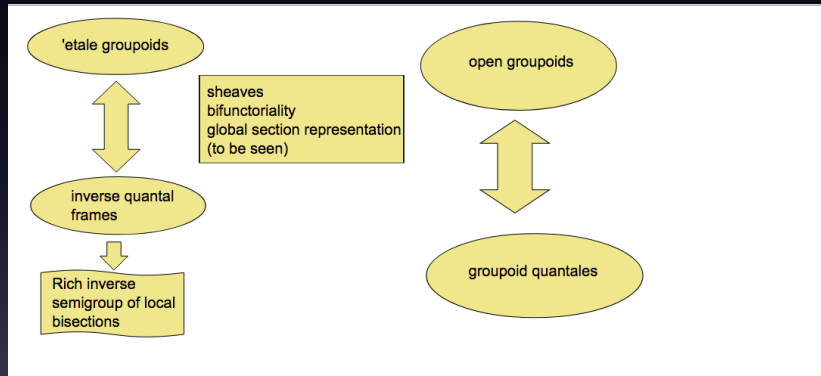 'etale groupoids
sheaves
bifunctoriality
global section representation
(to be seen)
inverse quantal
frames
Rich inverse
semigroup of local
bisections
open groupoids
groupoid quantales